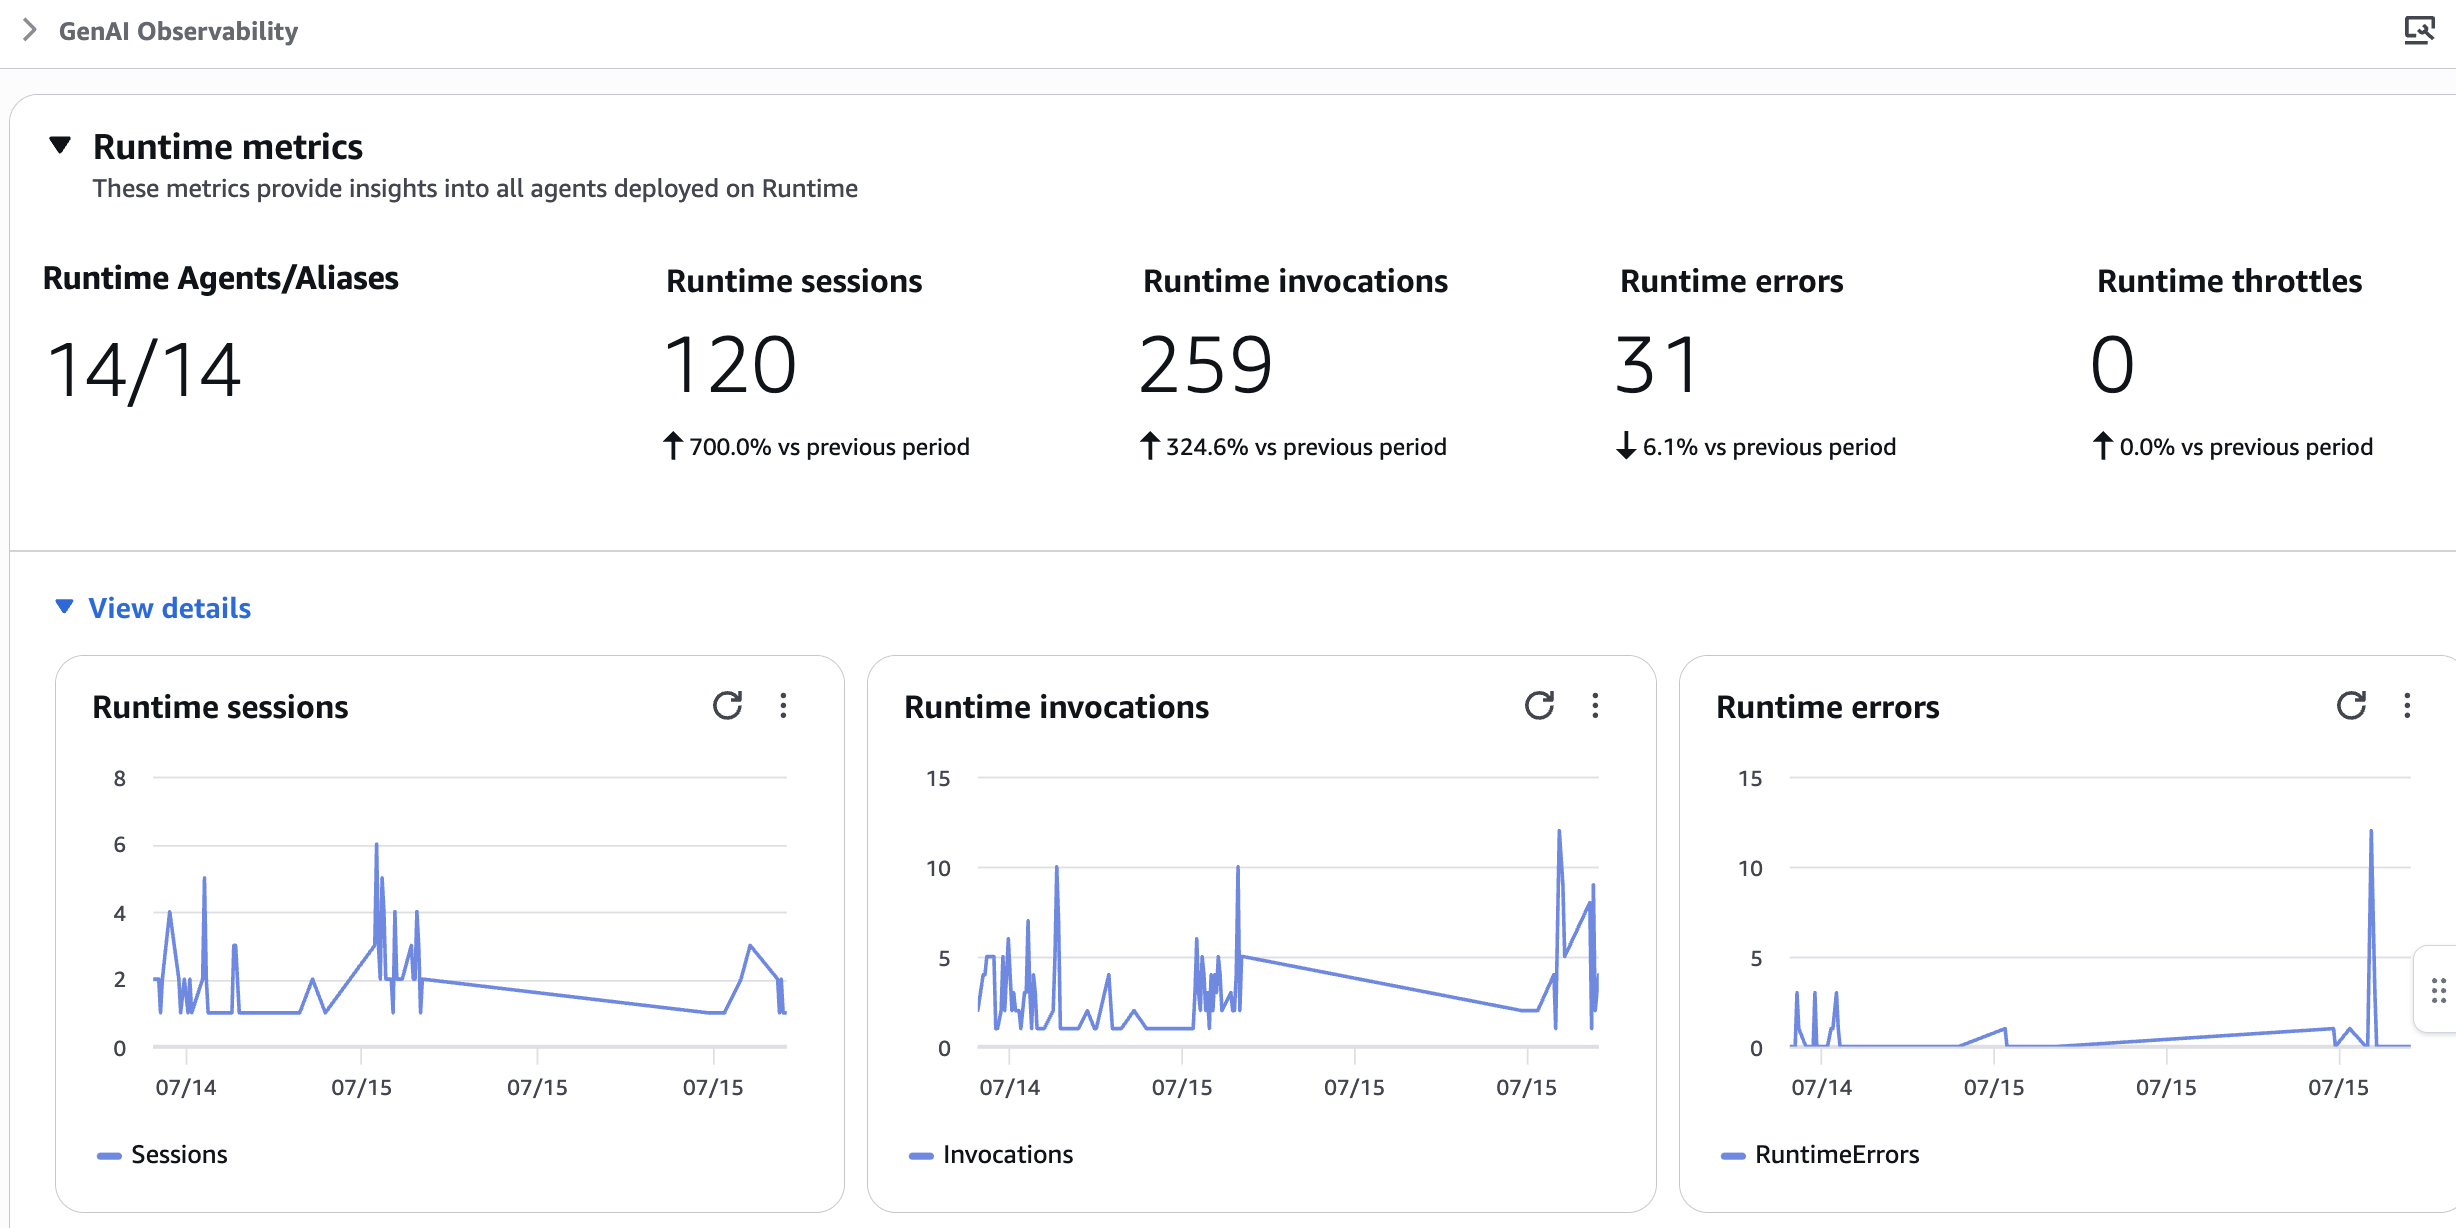 GenAI Observability
Runtime metrics
These metrics provide insights into all agents deployed on Runtime
Runtime Agents/Aliases
14/14
Runtime sessions
120
700.0% vs previous period
Runtime invocations
259
324.6% vs previous period
Runtime errors
31
6.1% vs previous period
Runtime throttles
0
0.0% vs previous period
View details
Runtime sessions
8
6
4
2
0
07/14 07/15 07/15 07/15
Sessions
Runtime invocations
15
10
5
0
07/14 07/15 07/15 07/15
Invocations
Runtime errors
15
10
5
0
07/14 07/15 07/15 07/15
RuntimeErrors